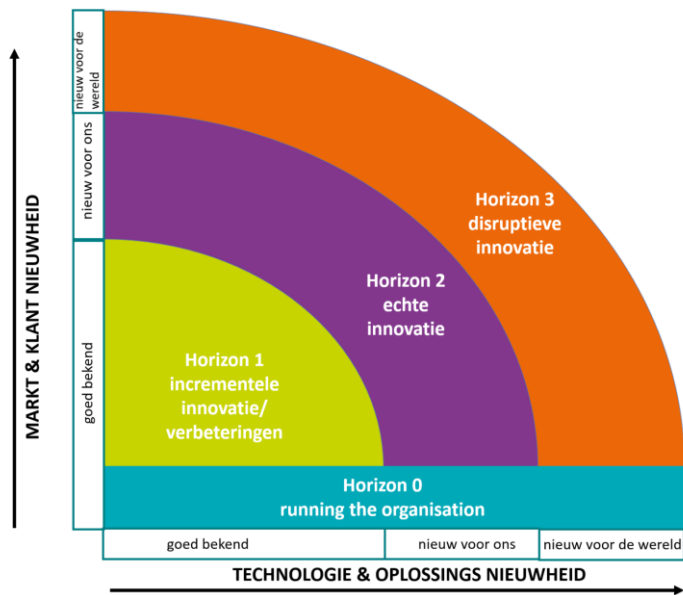 MARKT & KLANT NIEUWHEID
nieuw voor de
wereld
nieuw voor ons
goed bekend
Horizon 3
disruptieve
innovatie
Horizon 2
echte
innovatie
Horizon 1
incrementele
innovatie/
verbeteringen
Horizon 0
running the organisation
goed bekend
nieuw voor ons
nieuw voor de wereld
TECHNOLOGIE & OPLOSSINGS NIEUWHEID